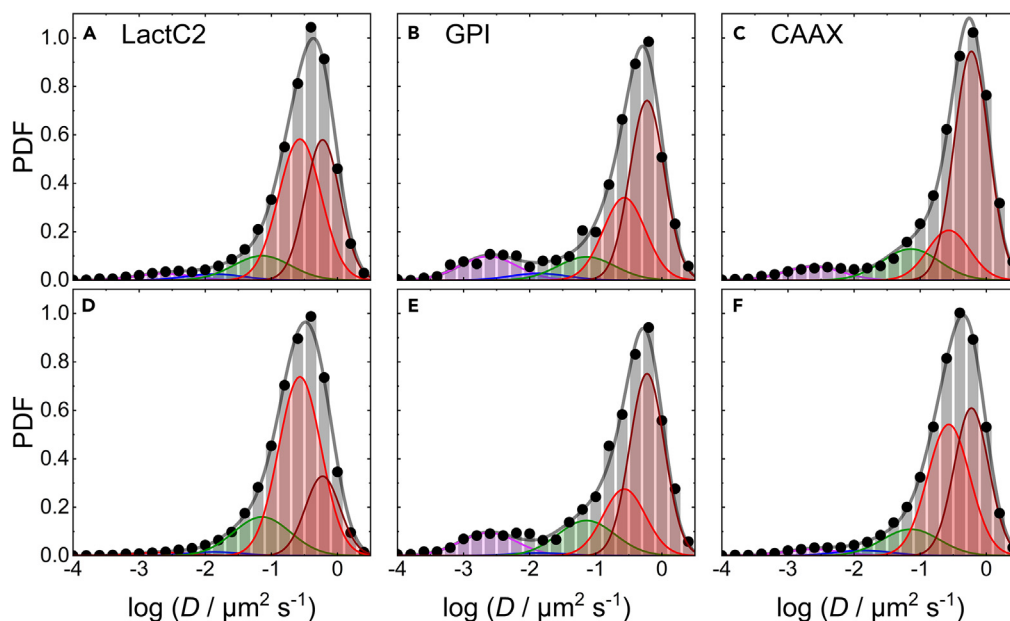 A LactC2
B GPI
C CAAX
PDF
1.0
0.8
0.6
0.4
0.2
0.0
D
E
F
PDF
1.0
0.8
0.6
0.4
0.2
0.0
-4 -3 -2 -1 0
-4 -3 -2 -1 0
-4 -3 -2 -1 0
log (D / µm² s⁻¹)
log (D / µm² s⁻¹)
log (D / µm² s⁻¹)